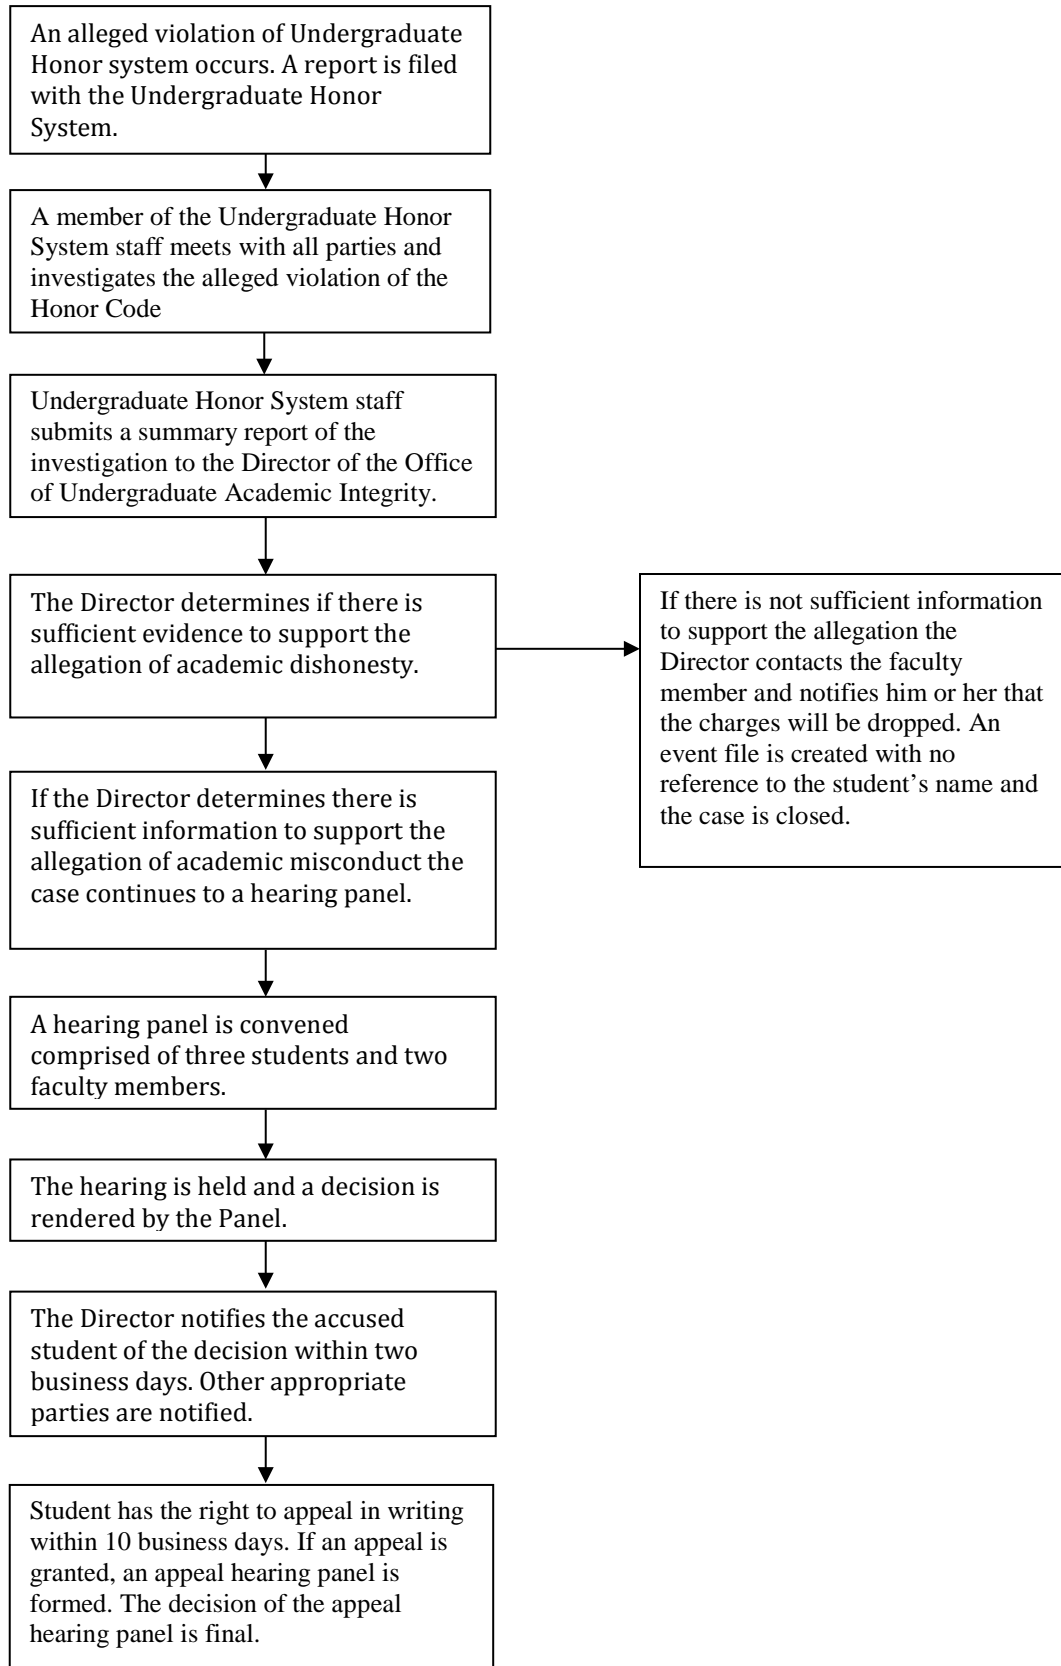 An alleged violation of Undergraduate
Honor system occurs. A report is filed
with the Undergraduate Honor
System.
A member of the Undergraduate Honor
System staff meets with all parties and
investigates the alleged violation of the
Honor Code
Undergraduate Honor System staff
submits a summary report of the
investigation to the Director of the Office
of Undergraduate Academic Integrity.
The Director determines if there is
sufficient evidence to support the
allegation of academic dishonesty.
If there is not sufficient information
to support the allegation the
Director contacts the faculty
member and notifies him or her that
the charges will be dropped. An
event file is created with no
reference to the student’s name and
the case is closed.
If the Director determines there is
sufficient information to support the
allegation of academic misconduct the
case continues to a hearing panel.
A hearing panel is convened
comprised of three students and two
faculty members.
The hearing is held and a decision is
rendered by the Panel.
The Director notifies the accused
student of the decision within two
business days. Other appropriate
parties are notified.
Student has the right to appeal in writing
within 10 business days. If an appeal is
granted, an appeal hearing panel is
formed. The decision of the appeal
hearing panel is final.